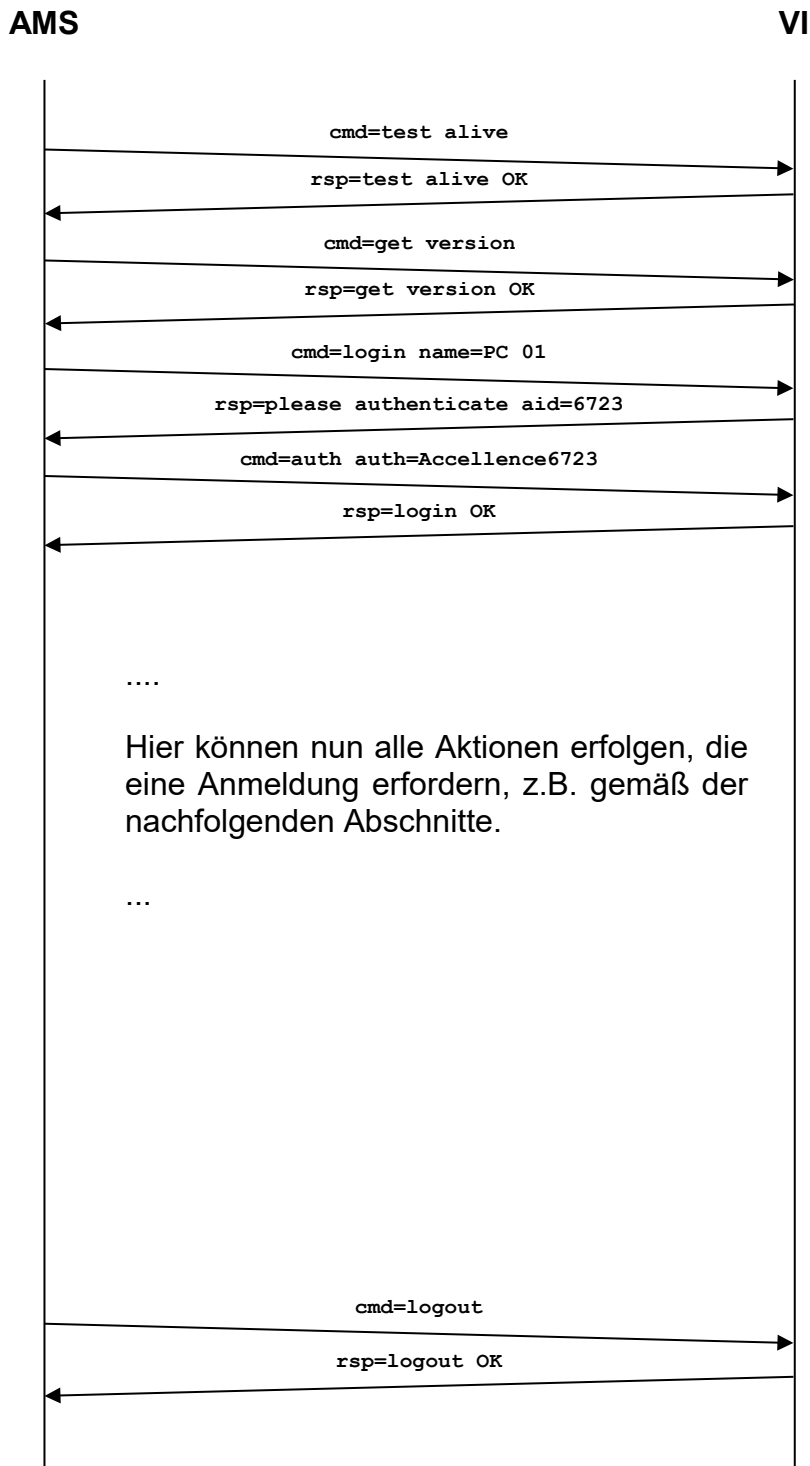 AMS VI
cmd=test alive
rsp=test alive OK
cmd=get version
rsp=get version OK
cmd=login name=PC 01
rsp=please authenticate aid=6723
cmd=auth auth=Accellence6723
rsp=login OK
....
Hier können nun alle Aktionen erfolgen, die
eine Anmeldung erfordern, z.B. gemäß der
nachfolgenden Abschnitte.
...
cmd=logout
rsp=logout OK